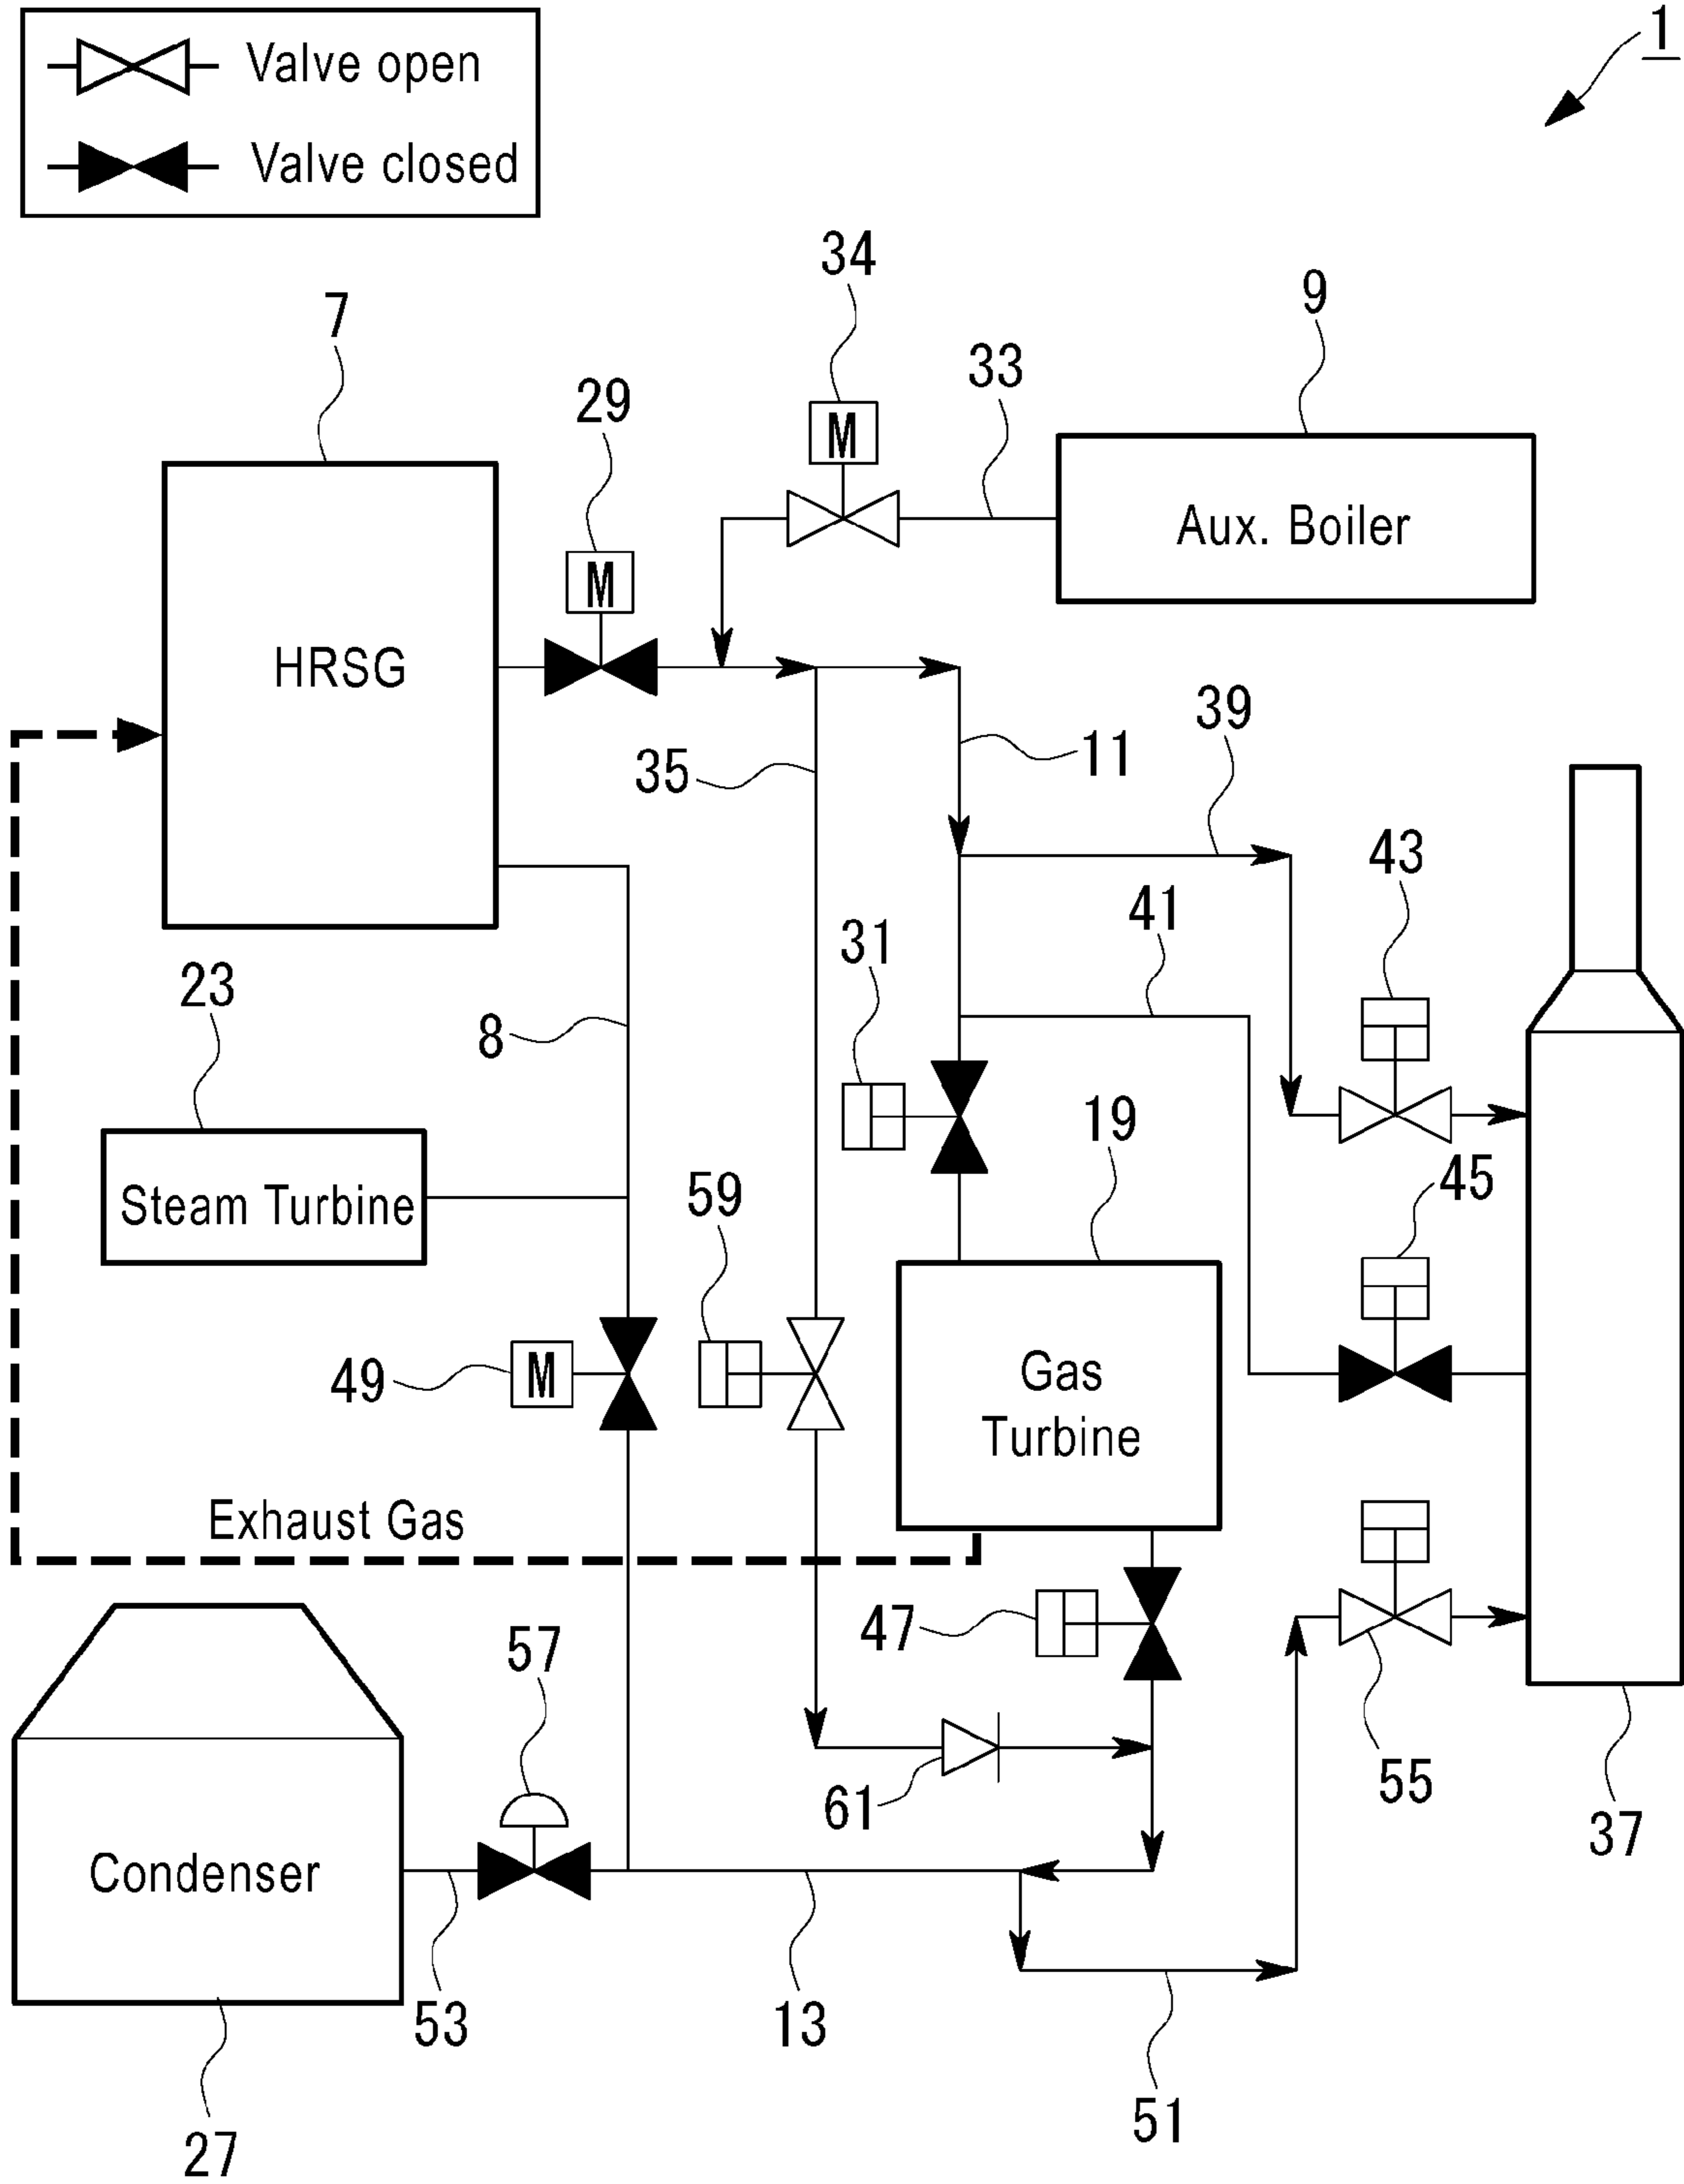 Valve open
Valve closed
1
34
9
7
33
29
M
Aux. Boiler
M
HRSG
39
11
35
43
41
31
23
8
19
45
59
Steam Turbine
49
M
Gas
Turbine
Exhaust Gas
47
57
55
61
37
Condenser
53
13
51
27